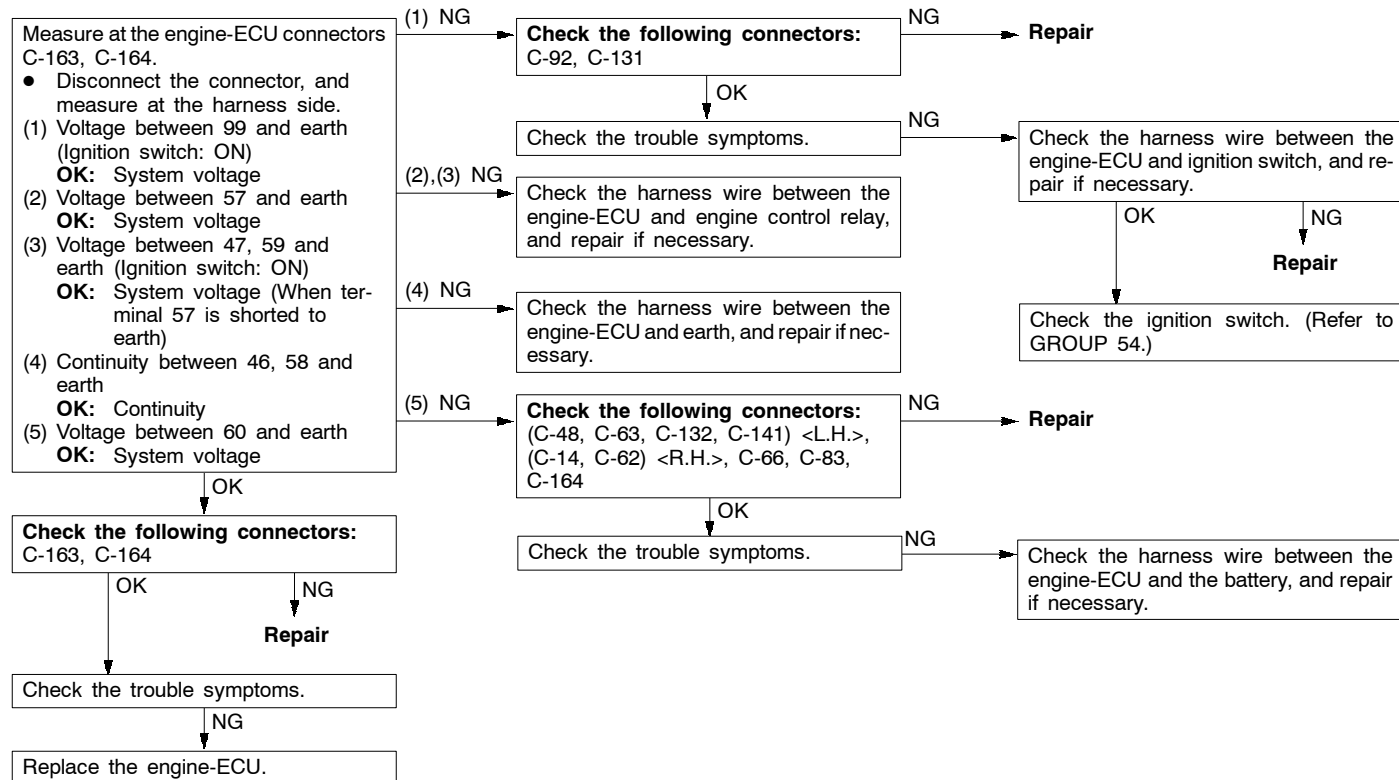 Measure at the engine-ECU connectors
C-163, C-164.
● Disconnect the connector, and
measure at the harness side.
(1) Voltage between 99 and earth
(Ignition switch: ON)
OK: System voltage
(2) Voltage between 57 and earth
OK: System voltage
(3) Voltage between 47, 59 and
earth (Ignition switch: ON)
OK: System voltage (When ter-
minal 57 is shorted to
earth)
(4) Continuity between 46, 58 and
earth
OK: Continuity
(5) Voltage between 60 and earth
OK: System voltage
(1) NG
Check the following connectors:
C-92, C-131
NG
Repair
OK
Check the trouble symptoms.
NG
Check the harness wire between the
engine-ECU and ignition switch, and re-
pair if necessary.
OK
NG
Repair
Check the ignition switch. (Refer to
GROUP 54.)
(2),(3) NG
Check the harness wire between the
engine-ECU and engine control relay,
and repair if necessary.
(4) NG
Check the harness wire between the
engine-ECU and earth, and repair if nec-
essary.
(5) NG
Check the following connectors:
(C-48, C-63, C-132, C-141) <L.H.>,
(C-14, C-62) <R.H.>, C-66, C-83,
C-164
NG
Repair
OK
Check the trouble symptoms.
NG
Check the harness wire between the
engine-ECU and the battery, and repair
if necessary.
OK
Check the following connectors:
C-163, C-164
OK
NG
Repair
Check the trouble symptoms.
NG
Replace the engine-ECU.